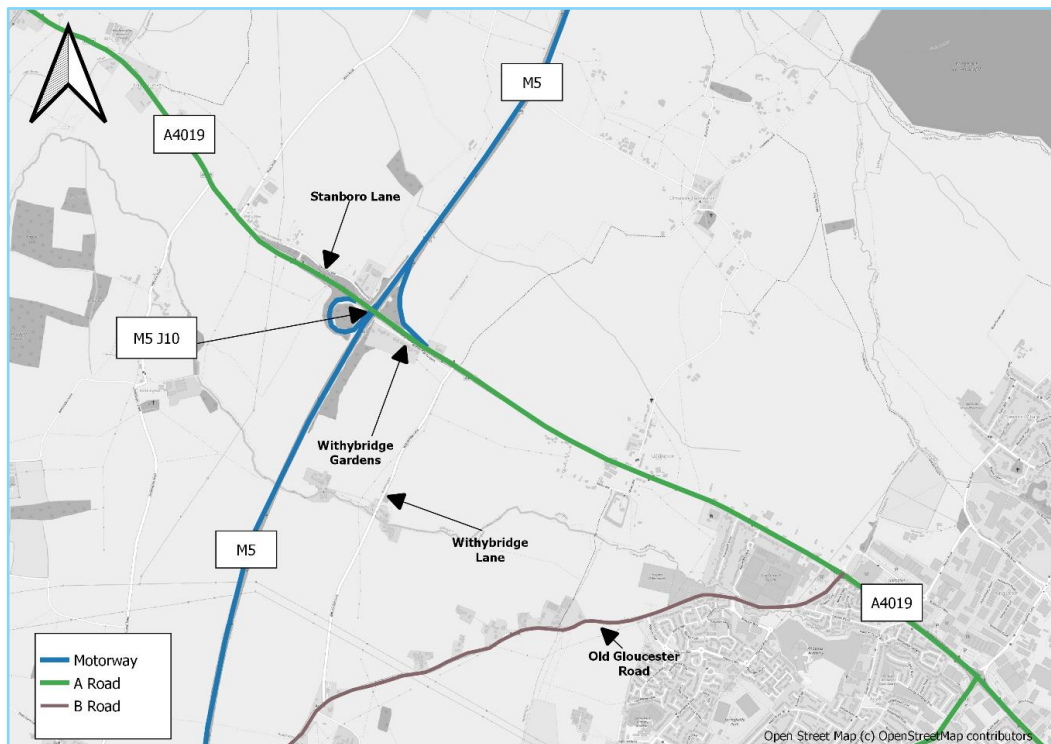 M5
A4019
Stanboro Lane
M5 J10
Withybridge
Gardens
Withybridge
Lane
M5
A4019
Old Gloucester
Road
Motorway
A Road
B Road
Open Street Map (c) OpenStreetMap contributors